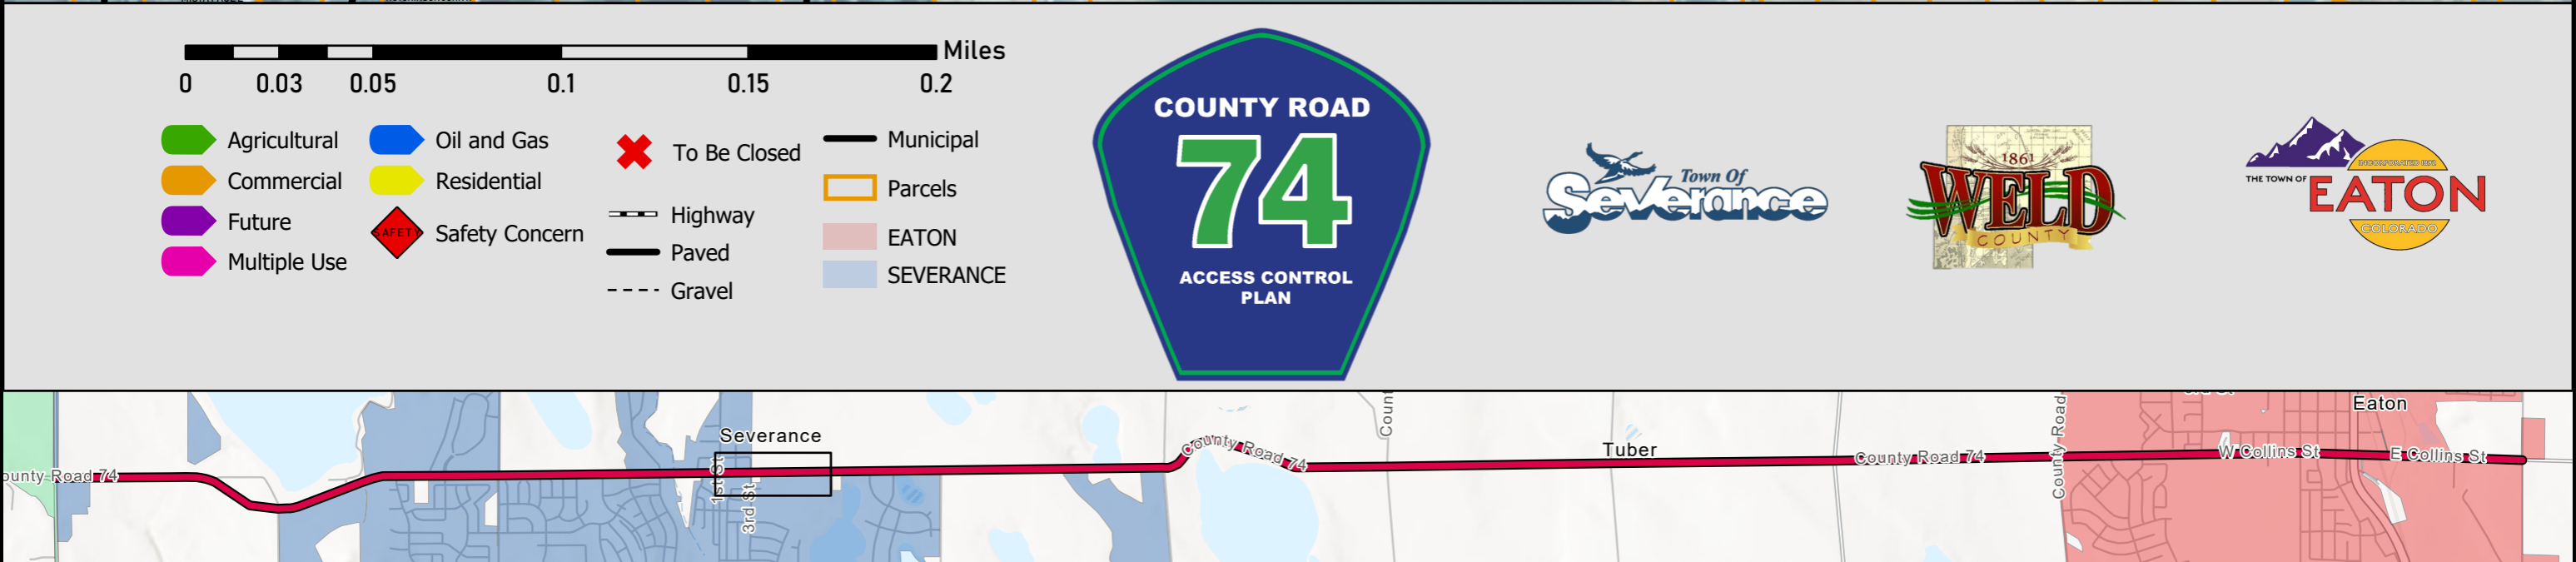 Miles
0 0.03 0.05 0.1 0.15 0.2
Agricultural
Commercial
Future
Multiple Use
Oil and Gas
Residential
SAFETY
Safety Concern
To Be Closed
Highway
Paved
Gravel
Municipal
Parcels
EATON
SEVERANCE
COUNTY ROAD
74
ACCESS CONTROL
PLAN
Town Of
Severance
1861
WELD
COUNTY
INCORPORATED 1892
THE TOWN OF
EATON
COLORADO
ounty Road 74
Severance
1st St
3rd St
County Road 74
Coun
Tuber
County Road 74
County Road
W Collins St
Eaton
E Collins St